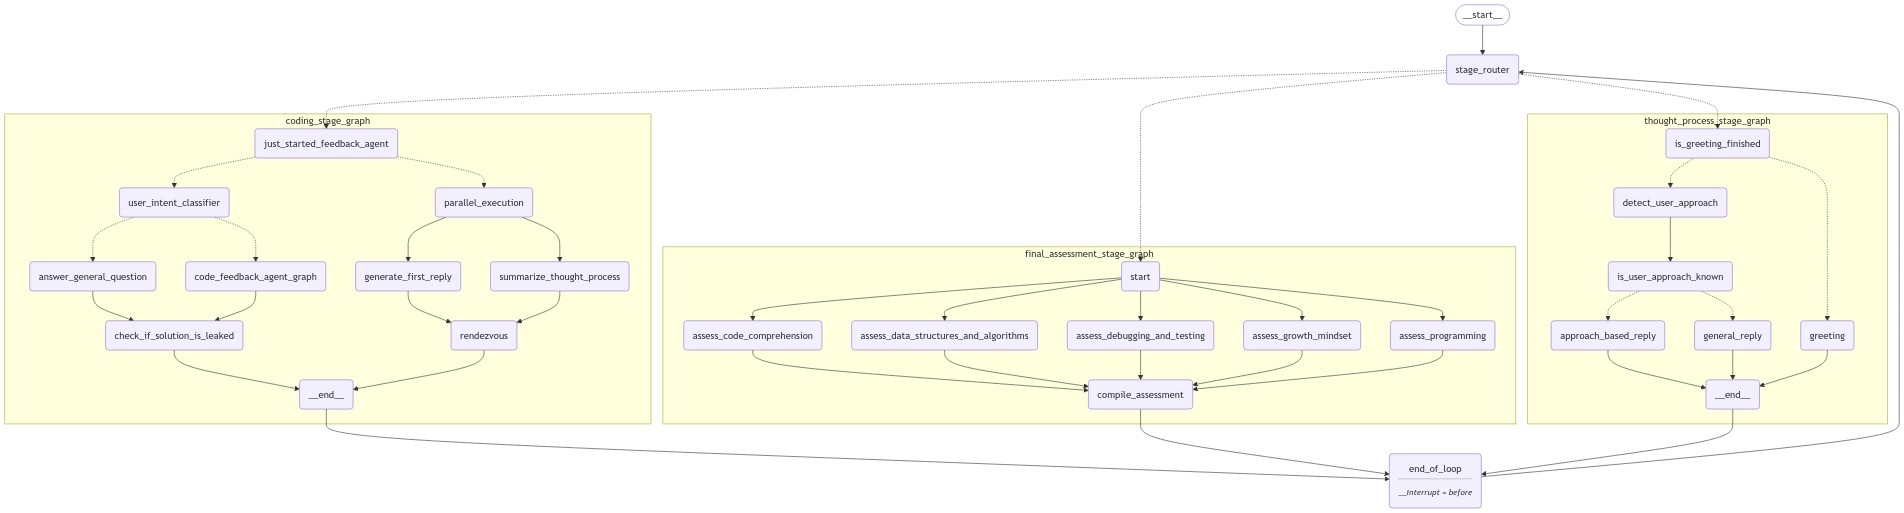 __start__
stage_router
coding_stage_graph
just_started_feedback_agent
user_intent_classifier
parallel_execution
answer_general_question
code_feedback_agent_graph
generate_first_reply
summarize_thought_process
check_if_solution_is_leaked
rendezvous
__end__
final_assessment_stage_graph
start
assess_code_comprehension
assess_data_structures_and_algorithms
assess_debugging_and_testing
assess_growth_mindset
assess_programming
compile_assessment
thought_process_stage_graph
is_greeting_finished
detect_user_approach
is_user_approach_known
approach_based_reply
general_reply
greeting
__end__
end_of_loop
__interrupt = before